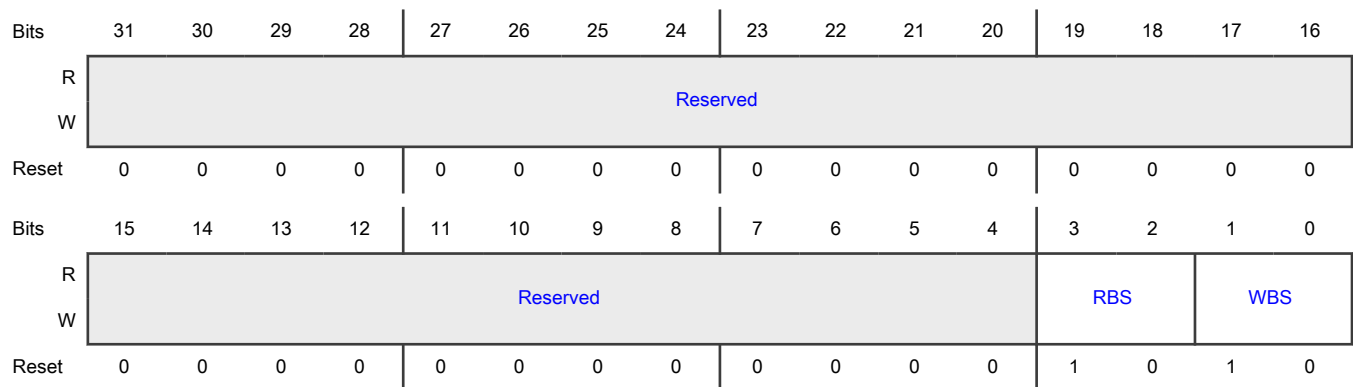 Bits 31 30 29 28 27 26 25 24 23 22 21 20 19 18 17 16
R
Reserved
W
Reset 0 0 0 0 0 0 0 0 0 0 0 0 0 0 0 0
Bits 15 14 13 12 11 10 9 8 7 6 5 4 3 2 1 0
R
Reserved RBS WBS
W
Reset 0 0 0 0 0 0 0 0 0 0 0 0 1 0 1 0